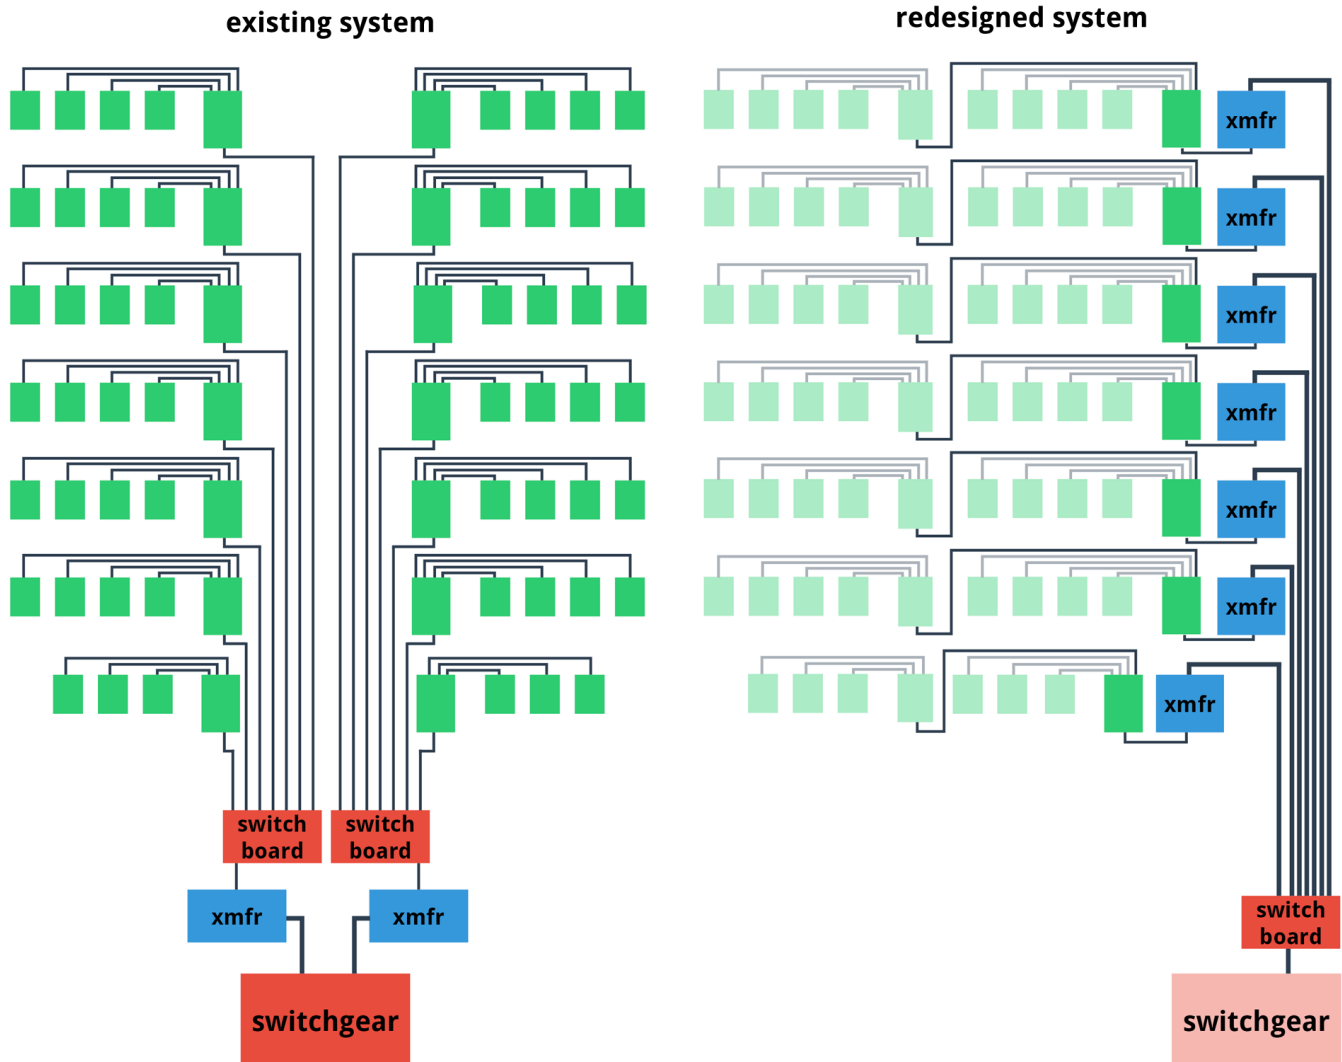 existing system
redesigned system
xmfr
xmfr
xmfr
xmfr
xmfr
xmfr
xmfr
switch
board
switch
board
xmfr
xmfr
switchgear
switch
board
switchgear